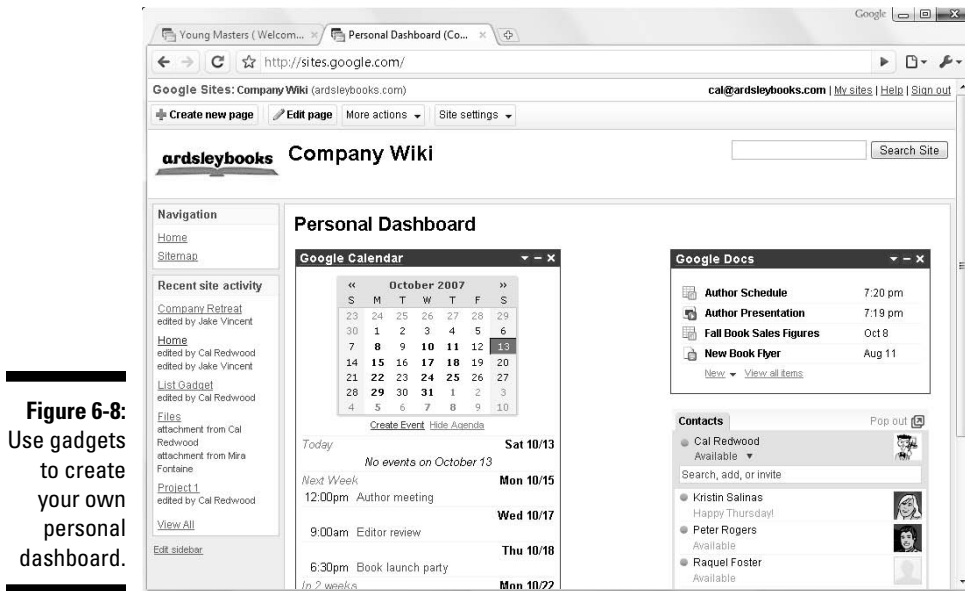 Google
Young Masters ( Welcom...
Personal Dashboard (Co...
http://sites.google.com/
Google Sites: Company Wiki (ardsleybooks.com)
cal@ardsleybooks.com | My sites | Help | Sign out
Create new page
Edit page
More actions
Site settings
ardsleybooks
Company Wiki
Search Site
Navigation
Home
Sitemap
Recent site activity
Company Retreat
edited by Jake Vincent
Home
edited by Cal Redwood
edited by Jake Vincent
List Gadget
edited by Cal Redwood
Files
attachment from Cal
Redwood
attachment from Mira
Fontaine
Project 1
edited by Cal Redwood
View All
Edit sidebar
Personal Dashboard
Google Calendar
« October 2007 »
S M T W T F S
23 24 25 26 27 28 29
30 1 2 3 4 5 6
7 8 9 10 11 12 13
14 15 16 17 18 19 20
21 22 23 24 25 26 27
28 29 30 31 1 2 3
4 5 6 7 8 9 10
Create Event Hide Agenda
Today Sat 10/13
No events on October 13
Next Week Mon 10/15
12:00pm Author meeting
Wed 10/17
9:00am Editor review
Thu 10/18
6:30pm Book launch party
In 2 weeks Mon 10/22
Google Docs
Author Schedule 7:20 pm
Author Presentation 7:19 pm
Fall Book Sales Figures Oct 8
New Book Flyer Aug 11
New View all items
Contacts Pop out
Cal Redwood
Available
Search, add, or invite
Kristin Salinas
Happy Thursday!
Peter Rogers
Available
Raquel Foster
Available
Figure 6-8:
Use gadgets
to create
your own
personal
dashboard.